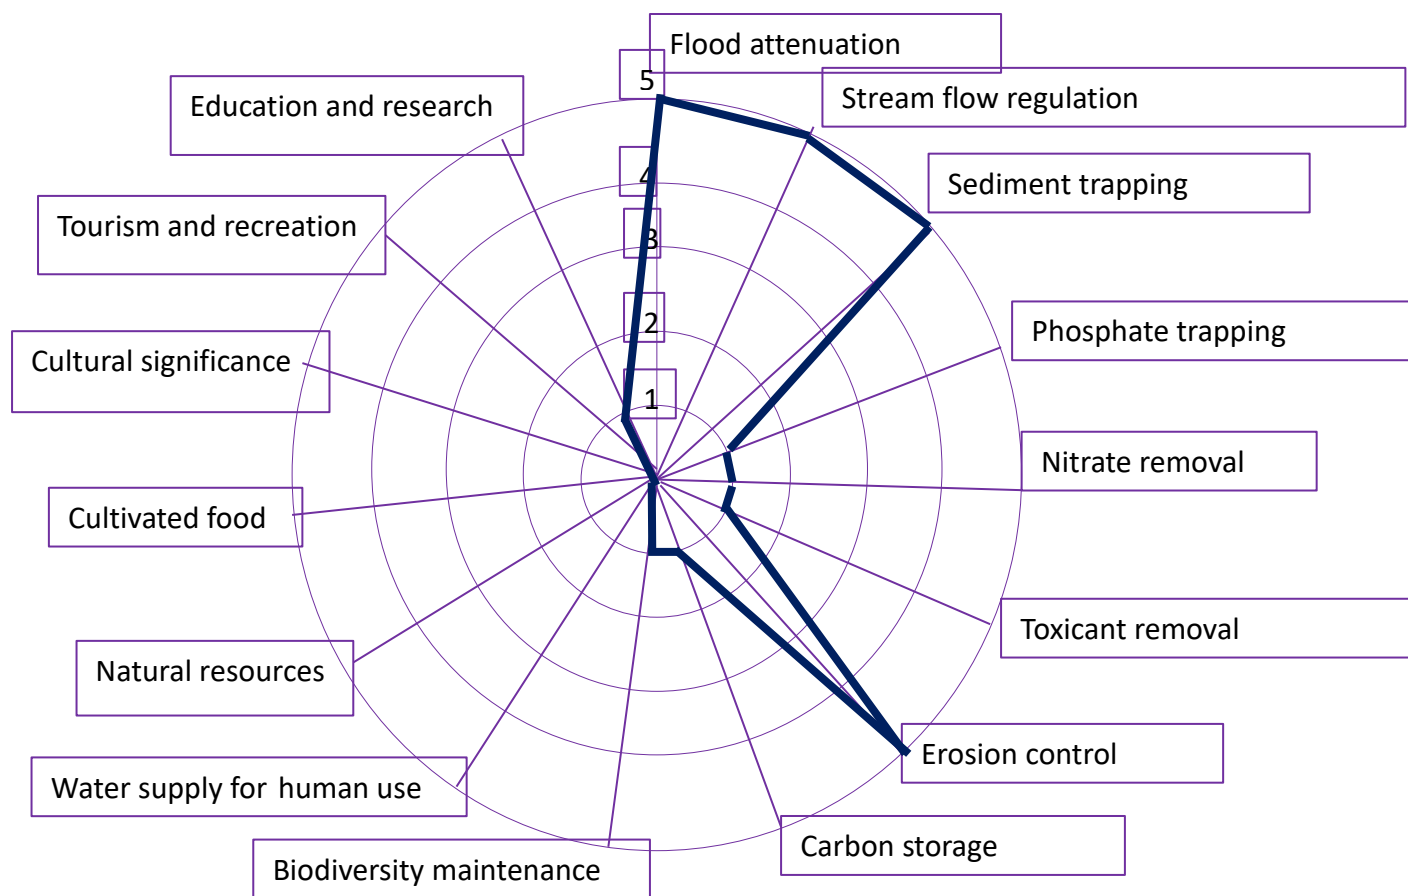 Flood attenuation
5
Stream flow regulation
Education and research
4
Sediment trapping
Tourism and recreation
3
2
Phosphate trapping
Cultural significance
1
Nitrate removal
Cultivated food
Toxicant removal
Natural resources
Erosion control
Water supply for human use
Carbon storage
Biodiversity maintenance